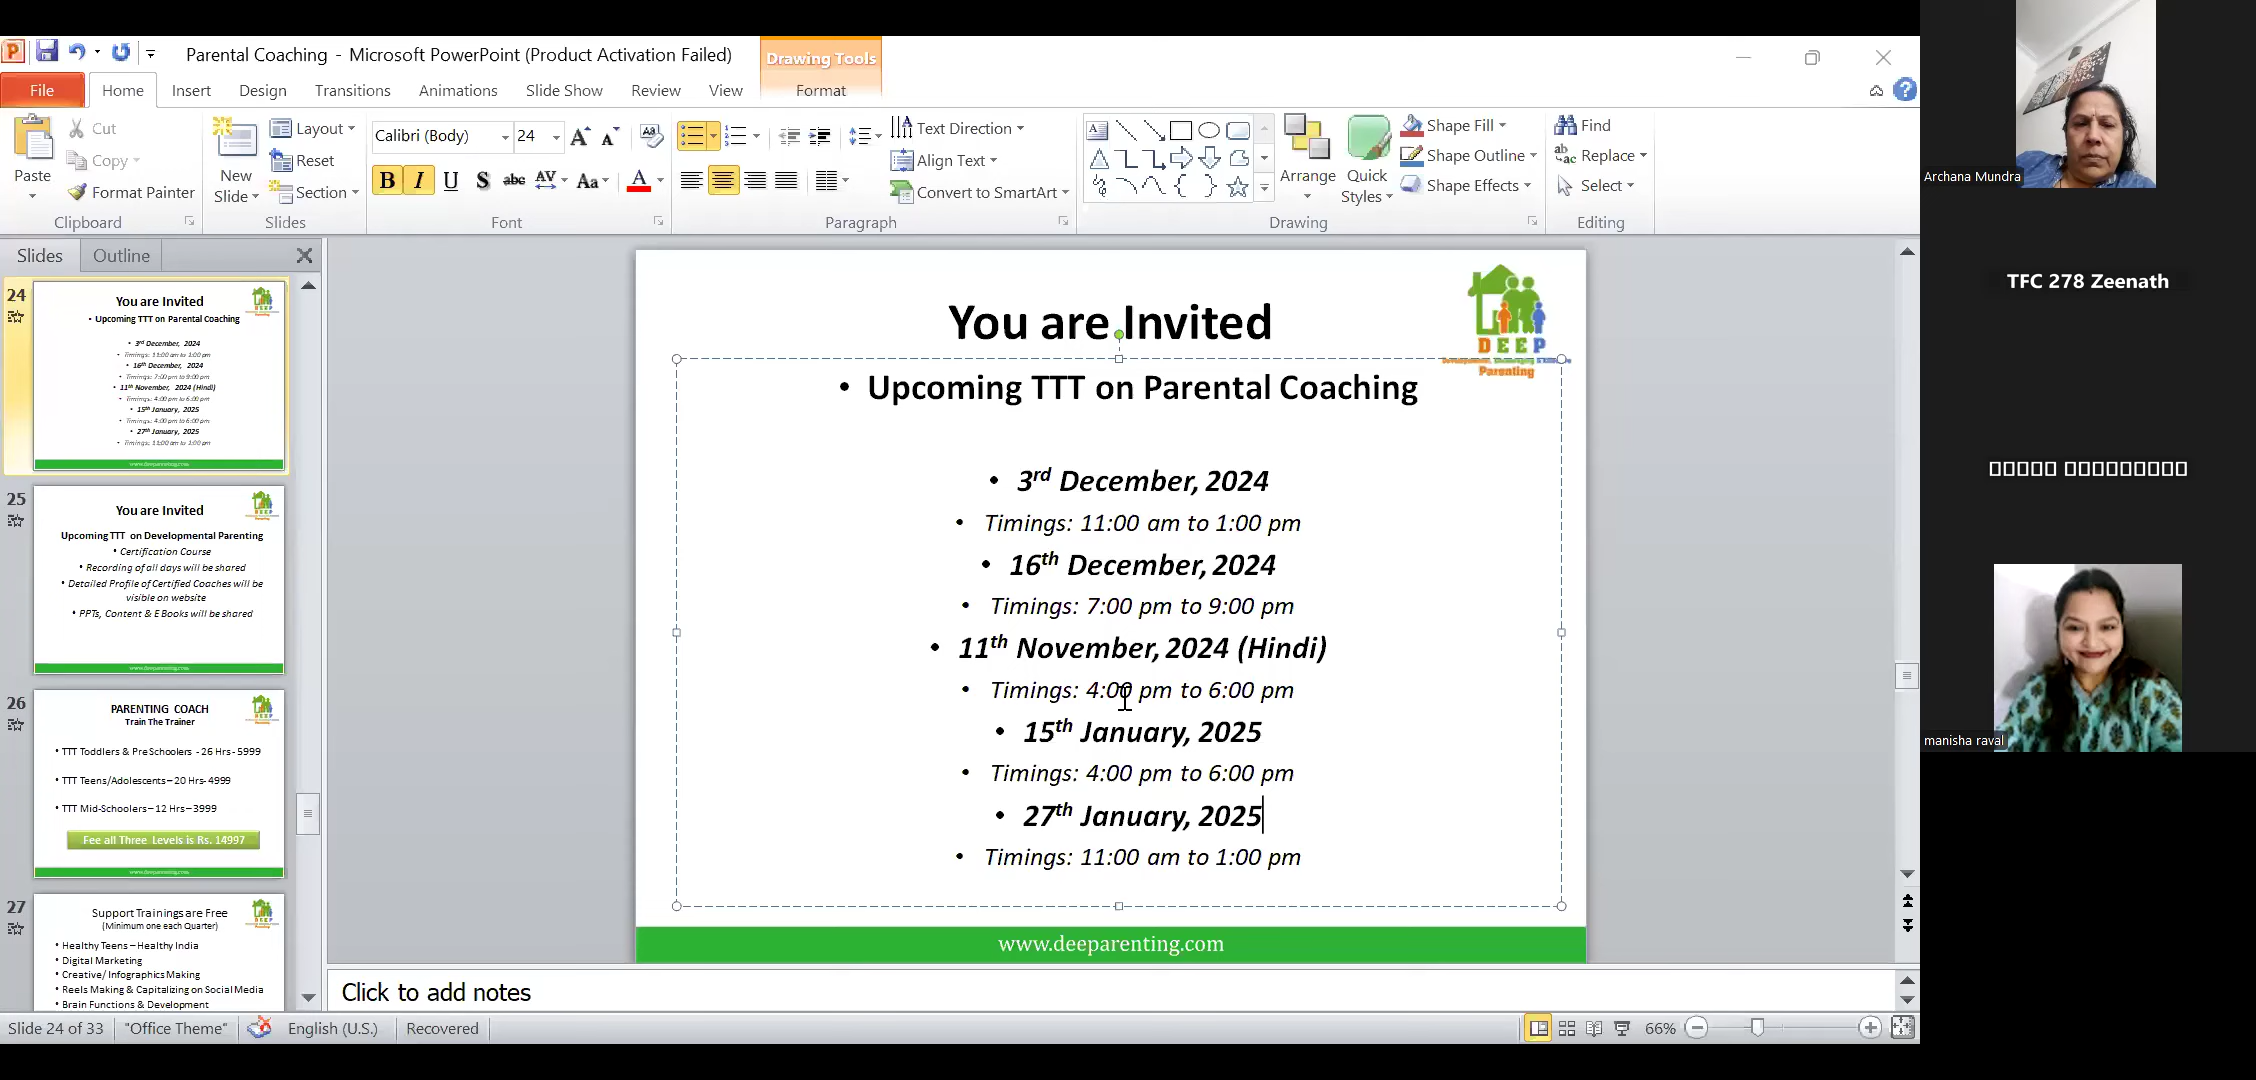 Parental Coaching - Microsoft PowerPoint (Product Activation Failed)
Drawing Tools
File Home Insert Design Transitions Animations Slide Show Review View Format
Paste
Cut
Copy
Format Painter
Clipboard
New Slide
Layout
Reset
Section
Slides
Calibri (Body) 24
B I U S abc AV Aa A
Font
Text Direction
Align Text
Convert to SmartArt
Paragraph
Arrange
Quick Styles
Shape Fill
Shape Outline
Shape Effects
Drawing
Find
Replace
Select
Editing
Slides Outline
24
You are Invited
• Upcoming TTT on Parental Coaching
• 3rd December, 2024
• Timings: 11:00 am to 1:00 pm
• 16th December, 2024
• Timings: 7:00 pm to 9:00 pm
• 11th November, 2024 (Hindi)
• Timings: 4:00 pm to 6:00 pm
• 15th January, 2025
• Timings: 4:00 pm to 6:00 pm
• 27th January, 2025
• Timings: 11:00 am to 1:00 pm
www.deeparenting.com
25
You are Invited
Upcoming TTT on Developmental Parenting
• Certification Course
• Recording of all days will be shared
• Detailed Profile of Certified Coaches will be
visible on website
• PPTs, Content & E Books will be shared
www.deeparenting.com
26
PARENTING COACH
Train The Trainer
• TTT Toddlers & Pre Schoolers - 26 Hrs - 5999
• TTT Teens/Adolescents – 20 Hrs- 4999
• TTT Mid-Schoolers – 12 Hrs – 3999
Fee all Three Levels is Rs. 14997
www.deeparenting.com
27
Support Trainings are Free
(Minimum one each Quarter)
• Healthy Teens – Healthy India
• Digital Marketing
• Creative/ Infographics Making
• Reels Making & Capitalizing on Social Media
• Brain Functions & Development
You are Invited
DEEP
Parenting
• Upcoming TTT on Parental Coaching
• 3rd December, 2024
• Timings: 11:00 am to 1:00 pm
• 16th December, 2024
• Timings: 7:00 pm to 9:00 pm
• 11th November, 2024 (Hindi)
• Timings: 4:00 pm to 6:00 pm
• 15th January, 2025
• Timings: 4:00 pm to 6:00 pm
• 27th January, 2025
• Timings: 11:00 am to 1:00 pm
www.deeparenting.com
Click to add notes
Slide 24 of 33 "Office Theme" English (U.S.) Recovered 66%
Archana Mundra
TFC 278 Zeenath
manisha raval